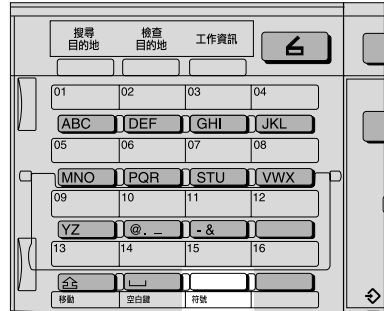 搜尋 目的地
檢查 目的地
工作資訊
01 02 03 04
ABC DEF GHI JKL
05 06 07 08
MNO PQR STU VWX
09 10 11 12
YZ @. _ - &
13 14 15 16
移動 空白鍵 符號